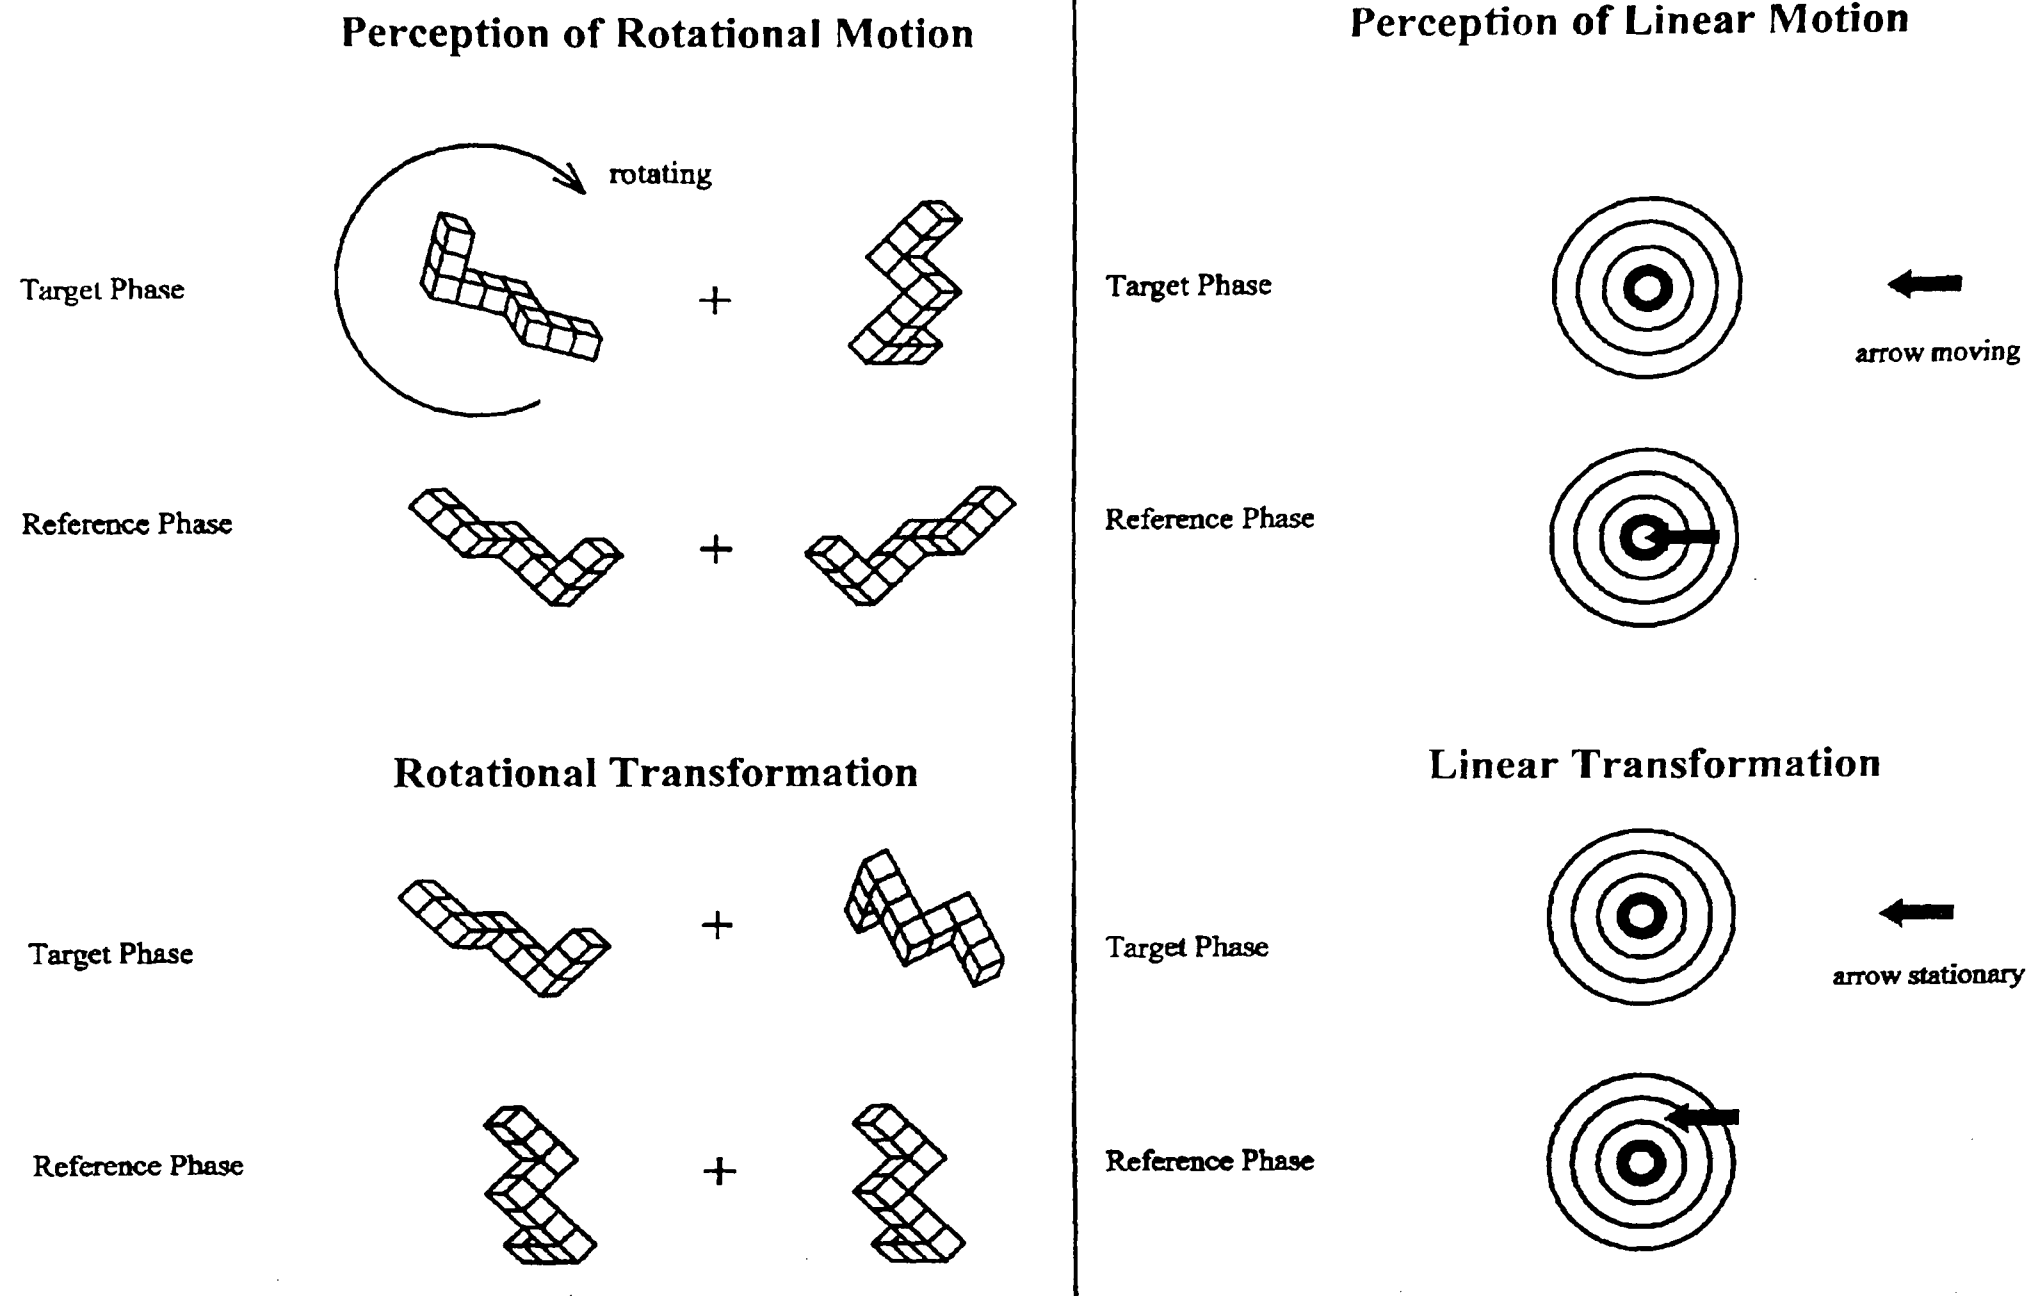 Perception of Rotational Motion
rotating
Target Phase
+
Reference Phase
+
Rotational Transformation
Target Phase
+
Reference Phase
+
Perception of Linear Motion
Target Phase
arrow moving
Reference Phase
Linear Transformation
Target Phase
arrow stationary
Reference Phase